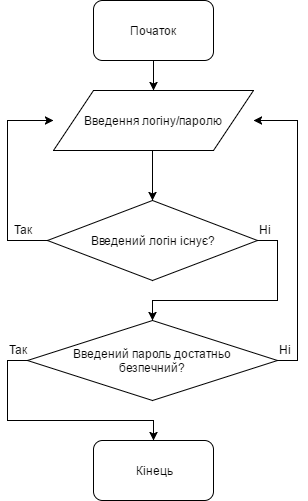 Початок
Введення логіну/паролю
Так
Ні
Введений логін існує?
Так
Ні
Введений пароль достатньо
безпечний?
Кінець